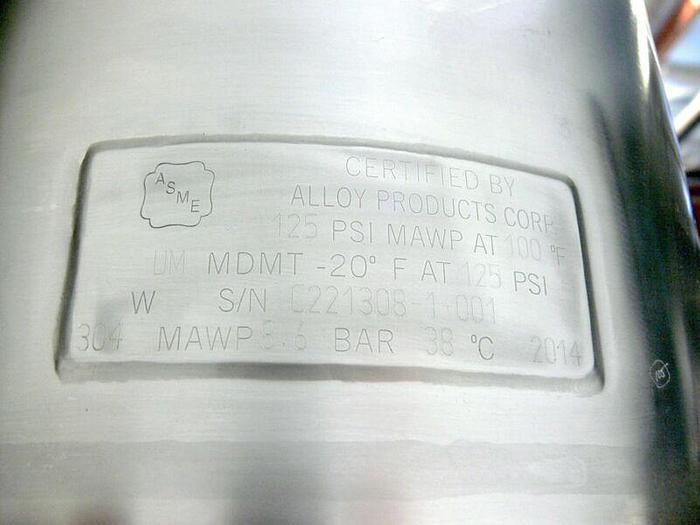 ASME
CERTIFIED BY
ALLOY PRODUCTS CORP.
125 PSI MAWP AT 100 °F
UM MDMT -20° F AT 125 PSI
W S/N C221308-1-001
304 MAWP 8.6 BAR 38 °C 2014